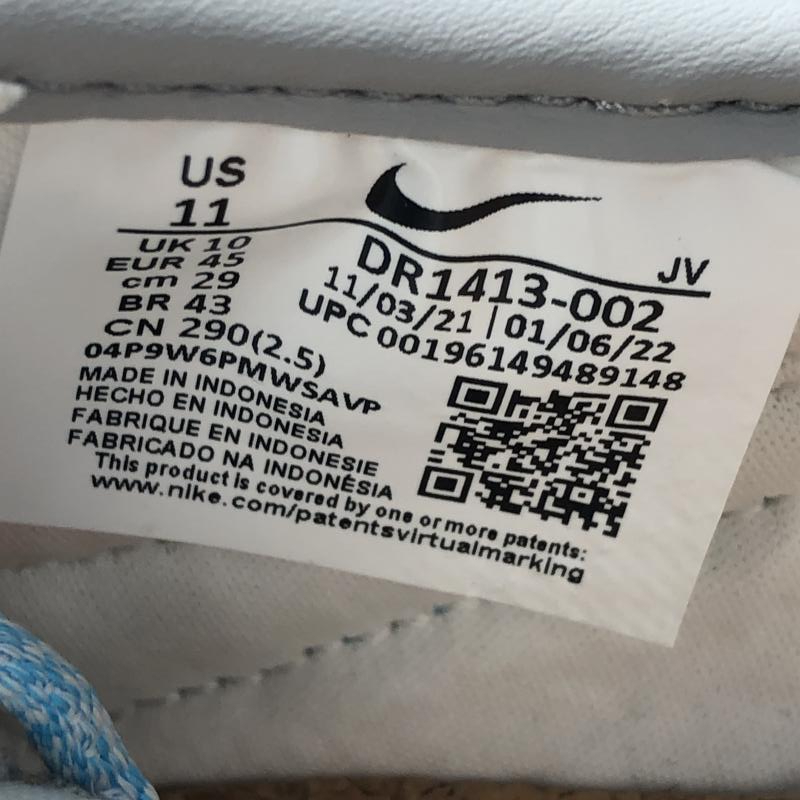 US
11
UK 10
EUR 45
cm 29
BR 43
CN 290(2.5)
04P9W6PMWSAVP
MADE IN INDONESIA
HECHO EN INDONESIA
FABRIQUE EN INDONESIE
FABRICADO NA INDONÉSIA
JV
DR1413-002
11/03/21 | 01/06/22
UPC 00196149489148
This product is covered by one or more patents:
www.nike.com/patentsvirtualmarking